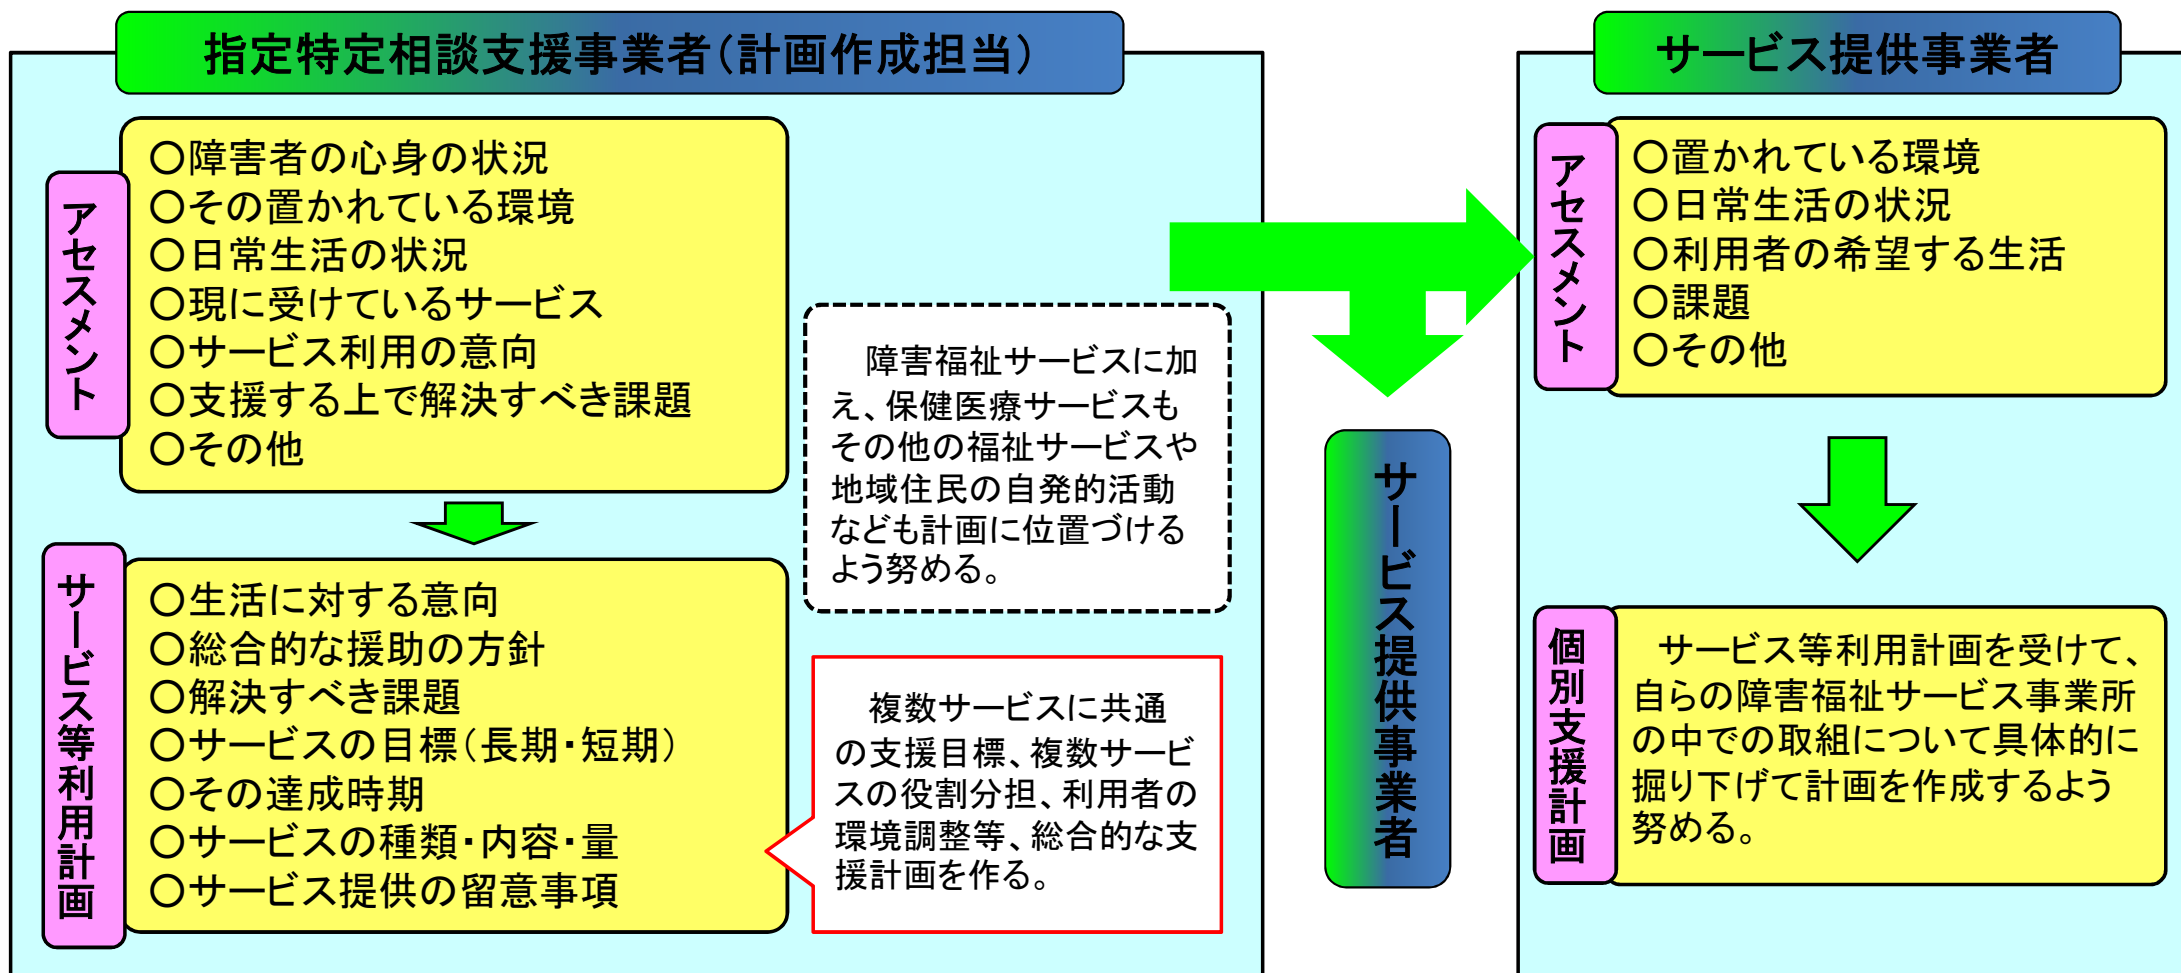 指定特定相談支援事業者（計画作成担当）
アセスメント
○障害者の心身の状況
○その置かれている環境
○日常生活の状況
○現に受けているサービス
○サービス利用の意向
○支援する上で解決すべき課題
○その他
サービス等利用計画
○生活に対する意向
○総合的な援助の方針
○解決すべき課題
○サービスの目標（長期・短期）
○その達成時期
○サービスの種類・内容・量
○サービス提供の留意事項
障害福祉サービスに加
え、保健医療サービスも
その他の福祉サービスや
地域住民の自発的活動
なども計画に位置づける
よう努める。
複数サービスに共通
の支援目標、複数サービ
スの役割分担、利用者の
環境調整等、総合的な支
援計画を作る。
サービス提供事業者
サービス提供事業者
アセスメント
○置かれている環境
○日常生活の状況
○利用者の希望する生活
○課題
○その他
個別支援計画
サービス等利用計画を受けて、
自らの障害福祉サービス事業所
の中での取組について具体的に
掘り下げて計画を作成するよう
努める。